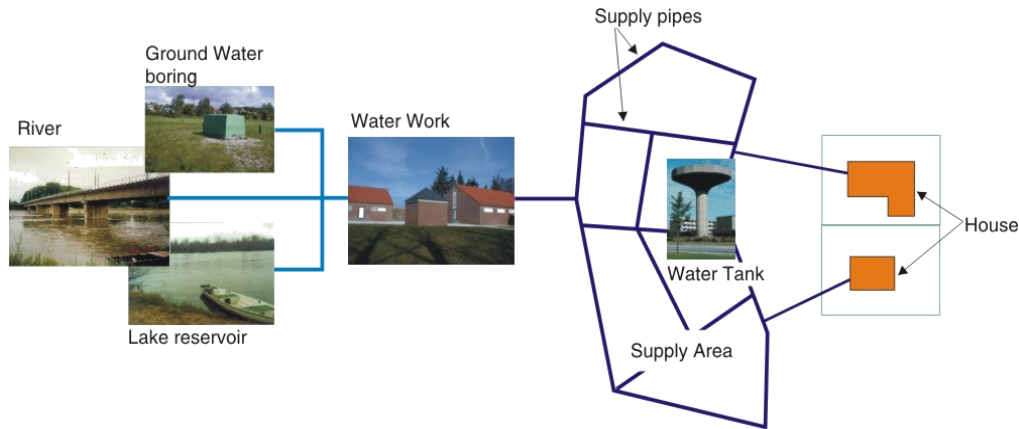 Supply pipes
Ground Water
boring
River
Water Work
House
Water Tank
Lake reservoir
Supply Area